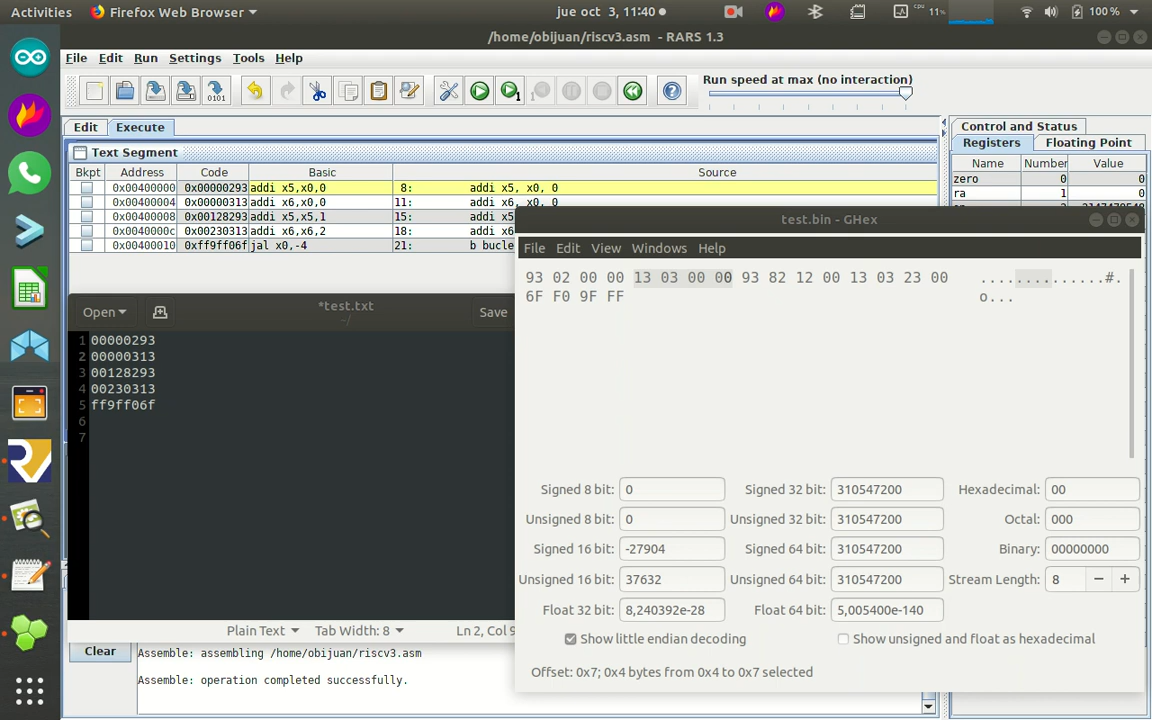 Activities Firefox Web Browser jue oct 3, 11:40 cpu 11% 100 %
/home/obijuan/riscv3.asm - RARS 1.3
File Edit Run Settings Tools Help
Run speed at max (no interaction)
Edit Execute
Control and Status
Registers Floating Point
Text Segment
Name Number Value
Bkpt Address Code Basic Source
0x00400000 0x00000293 addi x5,x0,0 8: addi x5, x0, 0
0x00400004 0x00000313 addi x6,x0,0 11: addi x6, x0, 0
0x00400008 0x00128293 addi x5,x5,1 15: addi x5
0x0040000c 0x00230313 addi x6,x6,2 18: addi x6
0x00400010 0xff9ff06f jal x0,-4 21: b bucle
zero 0 0
ra 1 0
test.bin - GHex
File Edit View Windows Help
93 02 00 00 13 03 00 00 93 82 12 00 13 03 23 00 ..............#.
6F F0 9F FF o...
Open *test.txt Save
~/
1 00000293
2 00000313
3 00128293
4 00230313
5 ff9ff06f
6
7
Plain Text Tab Width: 8 Ln 2, Col 9
Signed 8 bit: 0 Signed 32 bit: 310547200 Hexadecimal: 00
Unsigned 8 bit: 0 Unsigned 32 bit: 310547200 Octal: 000
Signed 16 bit: -27904 Signed 64 bit: 310547200 Binary: 00000000
Unsigned 16 bit: 37632 Unsigned 64 bit: 310547200 Stream Length: 8 − +
Float 32 bit: 8,240392e-28 Float 64 bit: 5,005400e-140
Show little endian decoding Show unsigned and float as hexadecimal
Offset: 0x7; 0x4 bytes from 0x4 to 0x7 selected
Clear
Assemble: assembling /home/obijuan/riscv3.asm
Assemble: operation completed successfully.